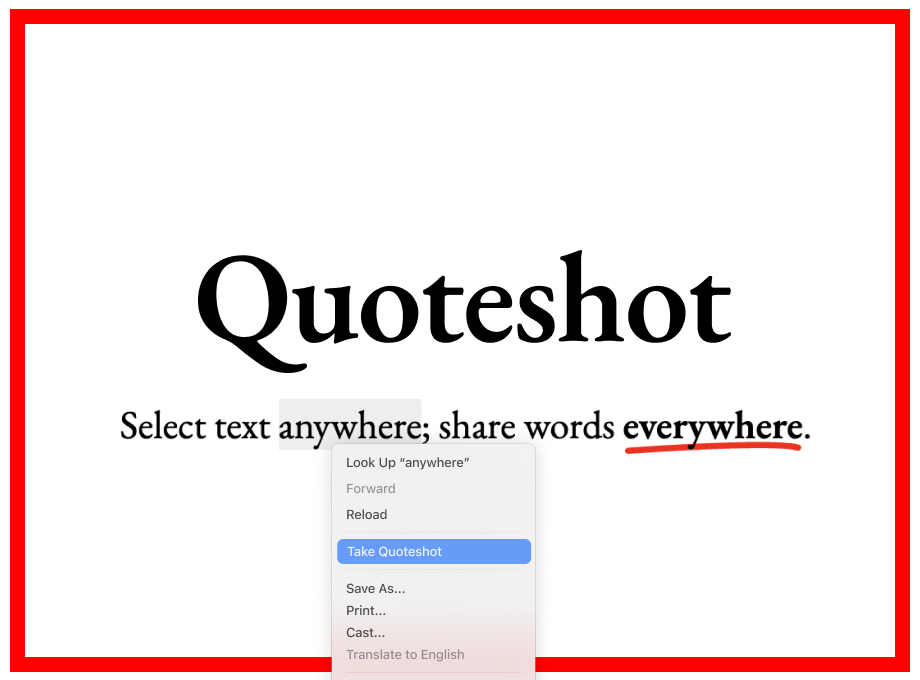 Quoteshot
Select text anywhere; share words everywhere.
Look Up “anywhere”
Forward
Reload
Take Quoteshot
Save As...
Print...
Cast...
Translate to English